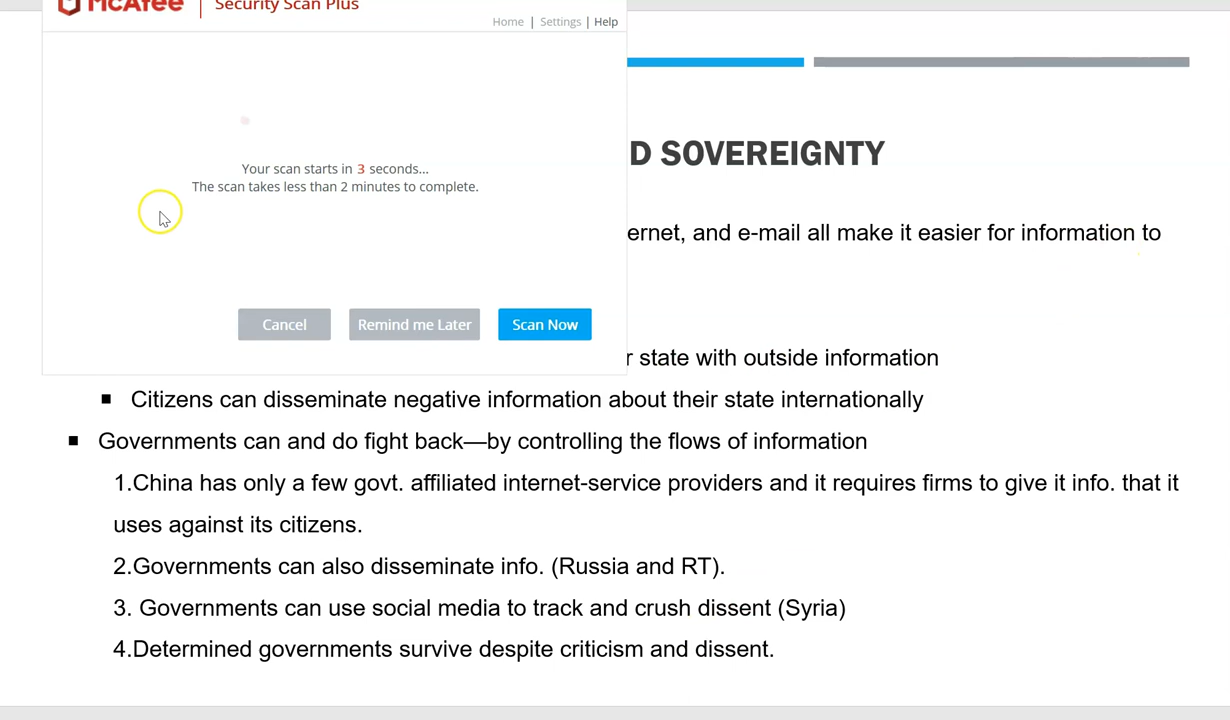 McAfee | Security Scan Plus
Home | Settings | Help
Your scan starts in 3 seconds...
The scan takes less than 2 minutes to complete.
Cancel
Remind me Later
Scan Now
D SOVEREIGNTY
ernet, and e-mail all make it easier for information to
r state with outside information
■ Citizens can disseminate negative information about their state internationally
■ Governments can and do fight back—by controlling the flows of information
1.China has only a few govt. affiliated internet-service providers and it requires firms to give it info. that it
uses against its citizens.
2.Governments can also disseminate info. (Russia and RT).
3. Governments can use social media to track and crush dissent (Syria)
4.Determined governments survive despite criticism and dissent.